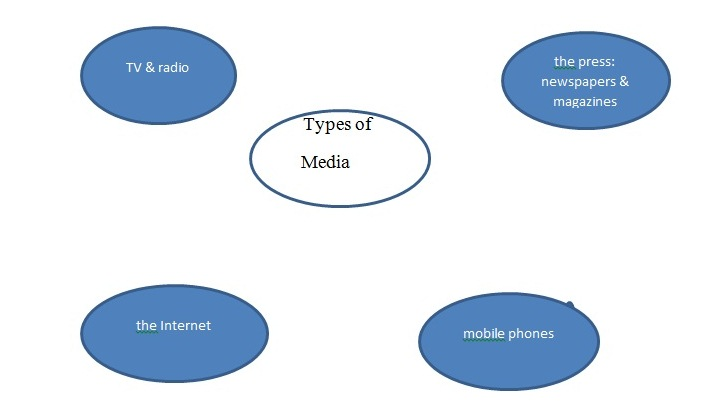 TV & radio
the press:
newspapers &
magazines
Types of
Media
the Internet
mobile phones